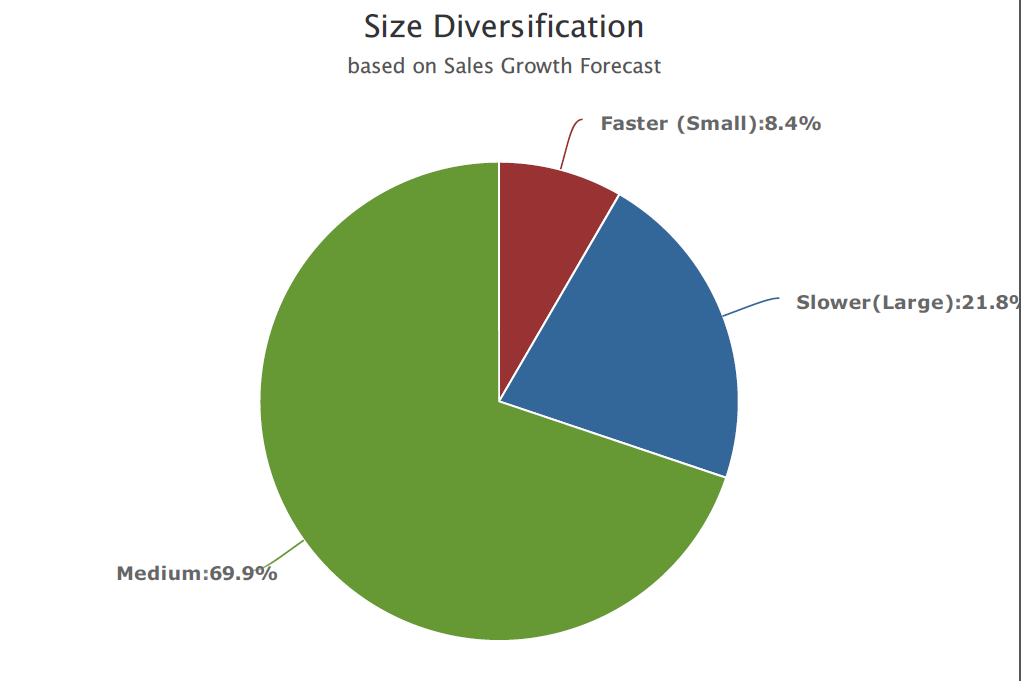 Size Diversification
based on Sales Growth Forecast
Faster (Small):8.4%
Slower(Large):21.8%
Medium:69.9%